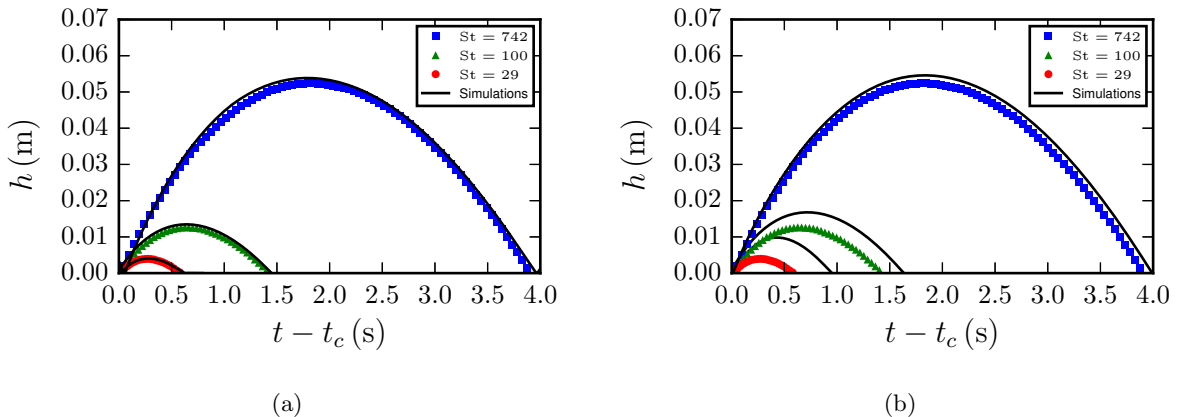 0.07
0.06
0.05
0.04
0.03
0.02
0.01
0.00
h (m)
0.0 0.5 1.0 1.5 2.0 2.5 3.0 3.5 4.0
t − t_c (s)
St = 742
St = 100
St = 29
Simulations
(a)
0.07
0.06
0.05
0.04
0.03
0.02
0.01
0.00
h (m)
0.0 0.5 1.0 1.5 2.0 2.5 3.0 3.5 4.0
t − t_c (s)
St = 742
St = 100
St = 29
Simulations
(b)